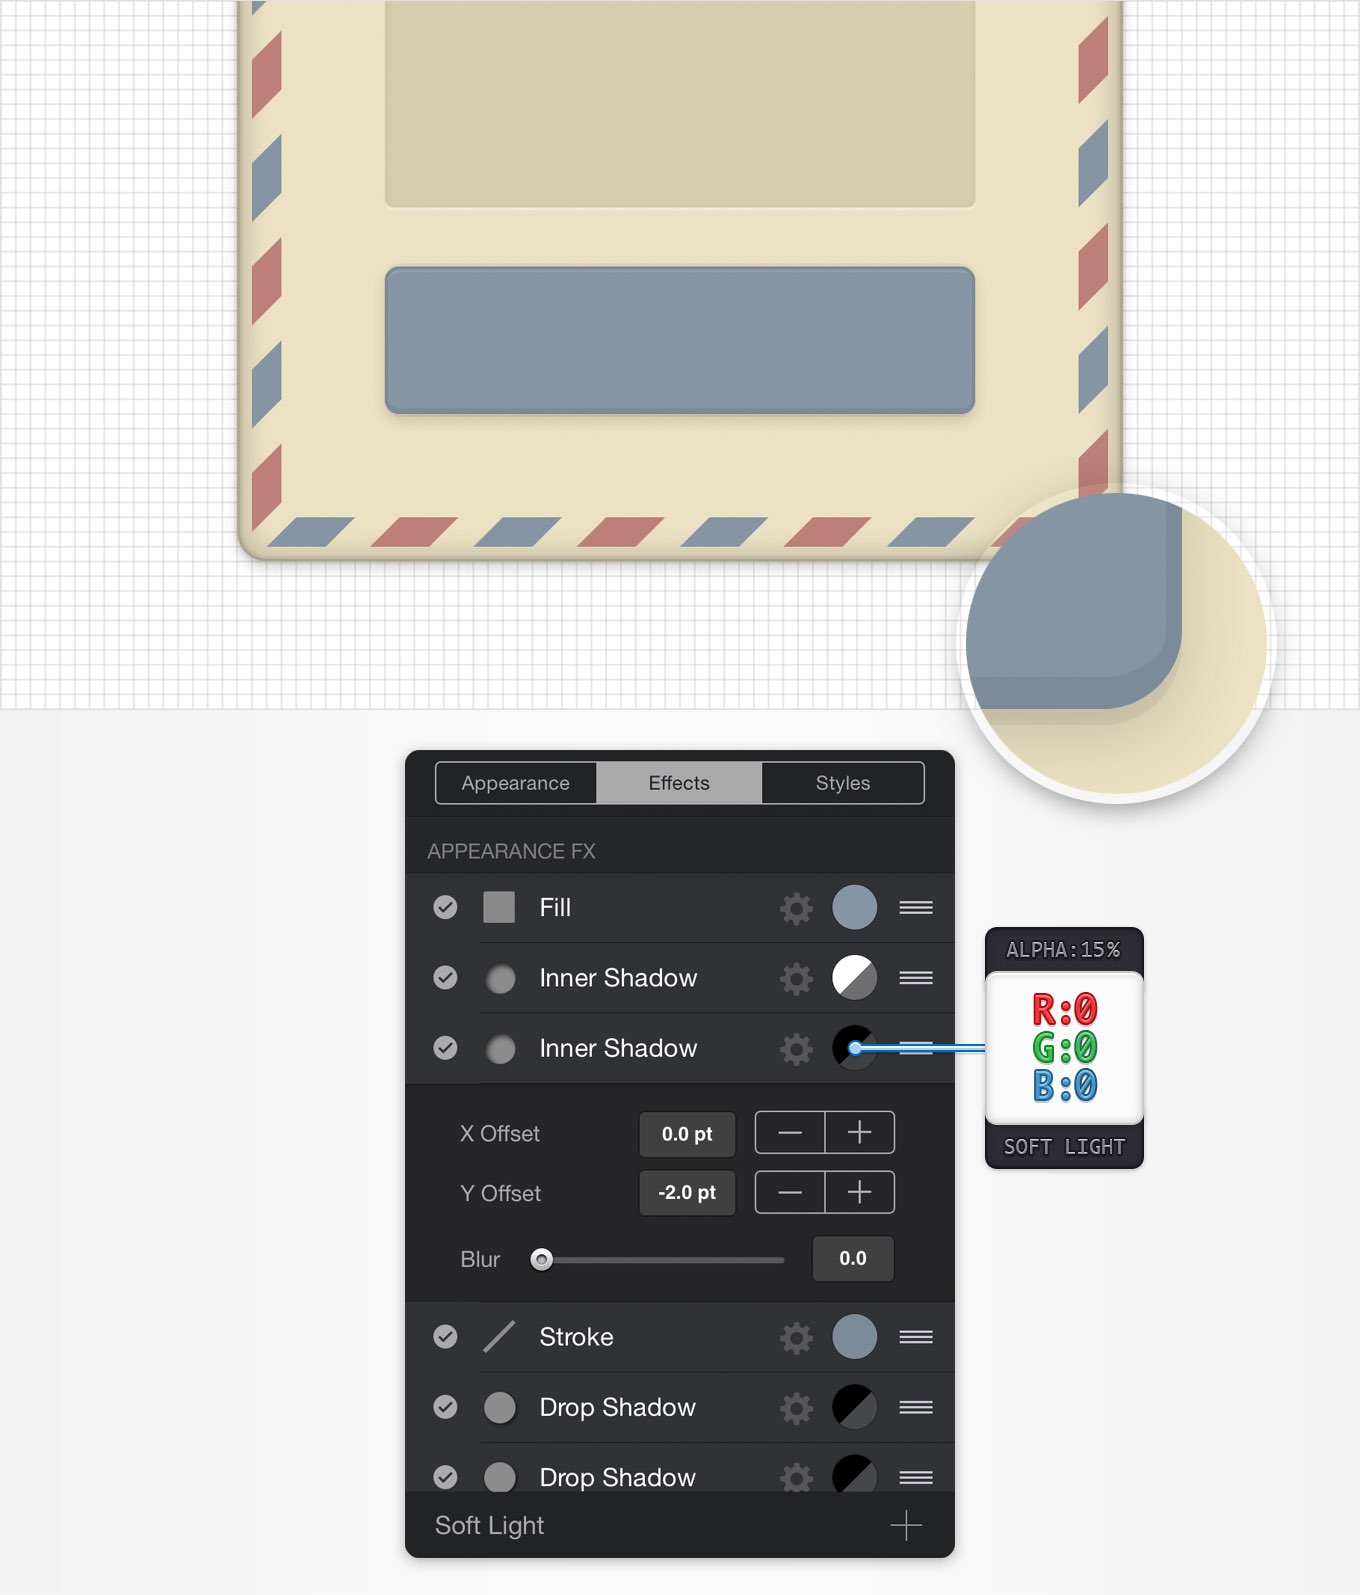 Appearance Effects Styles
APPEARANCE FX
Fill
Inner Shadow
Inner Shadow
X Offset 0.0 pt
Y Offset -2.0 pt
Blur 0.0
Stroke
Drop Shadow
Drop Shadow
Soft Light
ALPHA:15%
R:0
G:0
B:0
SOFT LIGHT